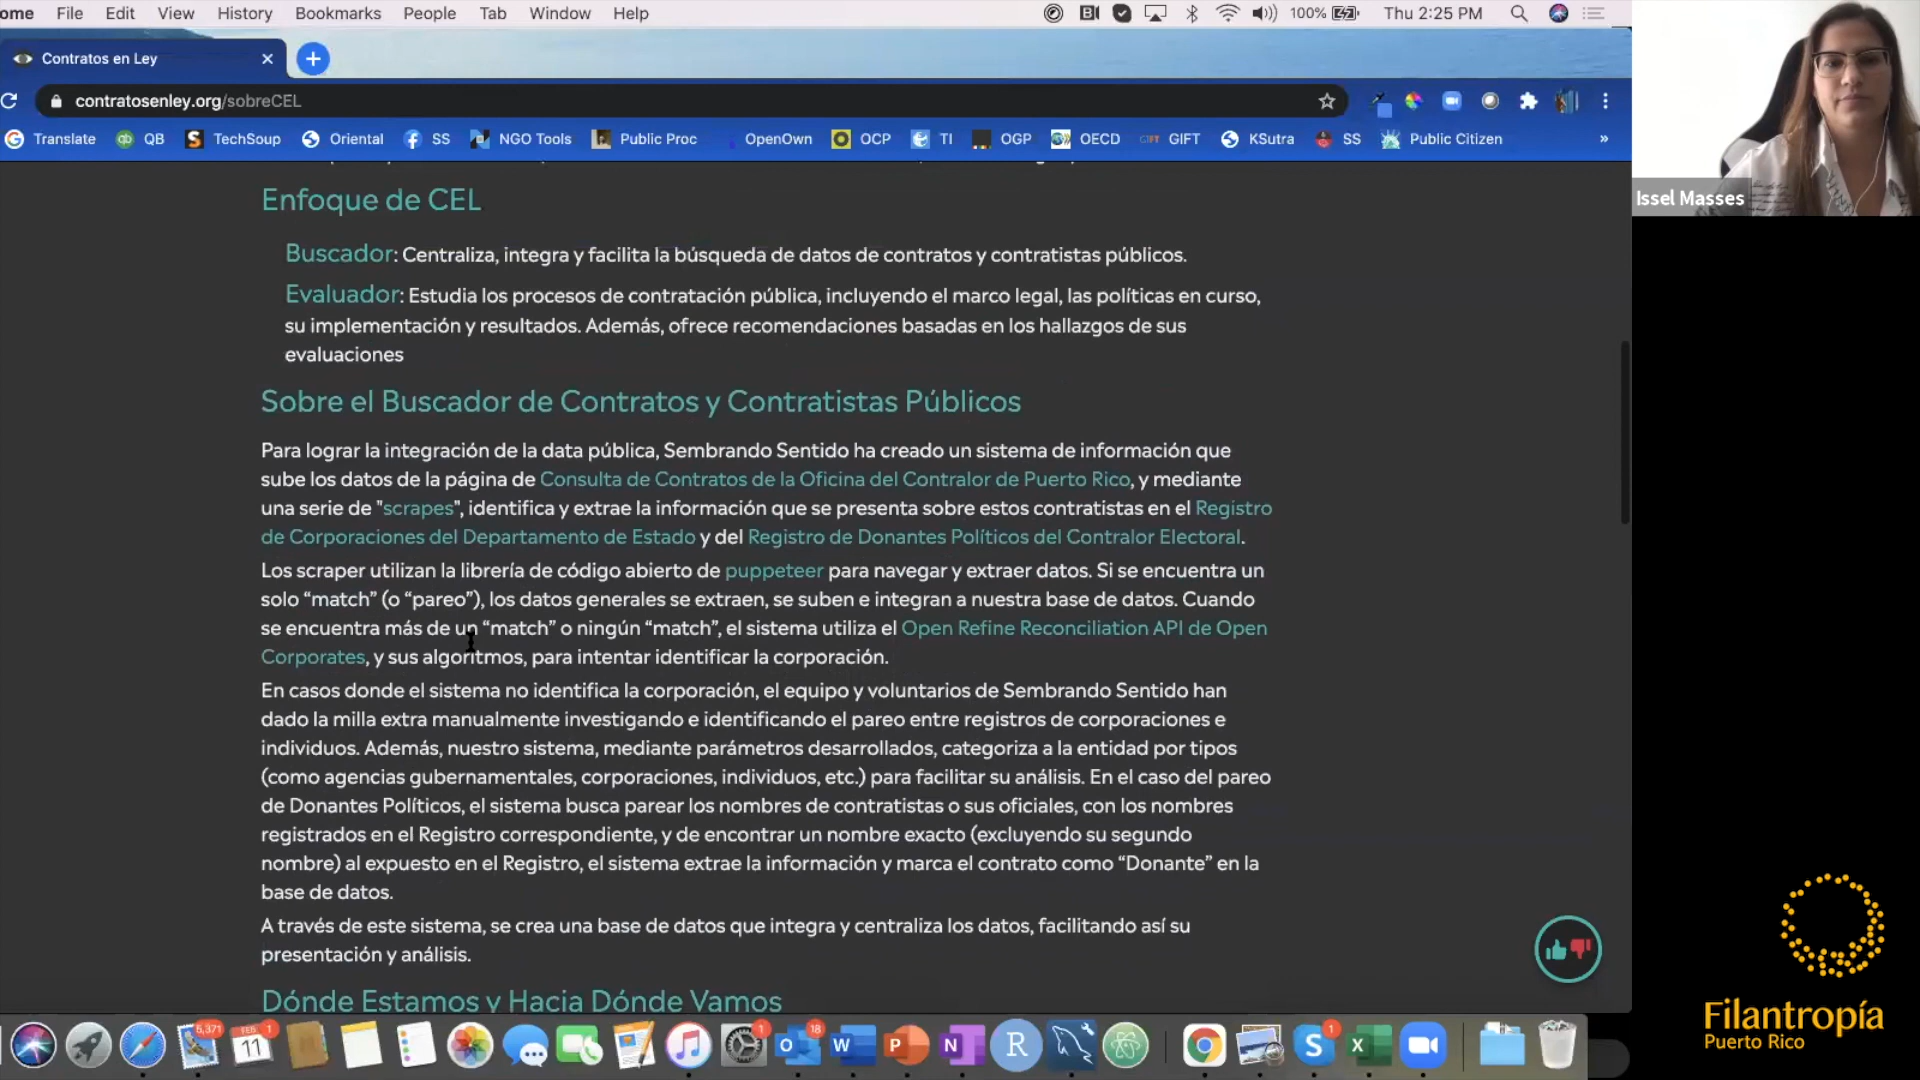 ome File Edit View History Bookmarks People Tab Window Help 100% Thu 2:25 PM
Contratos en Ley
contratosenley.org/sobreCEL
Translate QB TechSoup Oriental SS NGO Tools Public Proc OpenOwn OCP TI OGP OECD GIFT KSutra SS Public Citizen »
Issel Masses
Enfoque de CEL
Buscador: Centraliza, integra y facilita la búsqueda de datos de contratos y contratistas públicos.
Evaluador: Estudia los procesos de contratación pública, incluyendo el marco legal, las políticas en curso,
su implementación y resultados. Además, ofrece recomendaciones basadas en los hallazgos de sus
evaluaciones
Sobre el Buscador de Contratos y Contratistas Públicos
Para lograr la integración de la data pública, Sembrando Sentido ha creado un sistema de información que
sube los datos de la página de Consulta de Contratos de la Oficina del Contralor de Puerto Rico, y mediante
una serie de "scrapes", identifica y extrae la información que se presenta sobre estos contratistas en el Registro
de Corporaciones del Departamento de Estado y del Registro de Donantes Políticos del Contralor Electoral.
Los scraper utilizan la librería de código abierto de puppeteer para navegar y extraer datos. Si se encuentra un
solo “match” (o “pareo”), los datos generales se extraen, se suben e integran a nuestra base de datos. Cuando
se encuentra más de un “match” o ningún “match”, el sistema utiliza el Open Refine Reconciliation API de Open
Corporates, y sus algoritmos, para intentar identificar la corporación.
En casos donde el sistema no identifica la corporación, el equipo y voluntarios de Sembrando Sentido han
dado la milla extra manualmente investigando e identificando el pareo entre registros de corporaciones e
individuos. Además, nuestro sistema, mediante parámetros desarrollados, categoriza a la entidad por tipos
(como agencias gubernamentales, corporaciones, individuos, etc.) para facilitar su análisis. En el caso del pareo
de Donantes Políticos, el sistema busca parear los nombres de contratistas o sus oficiales, con los nombres
registrados en el Registro correspondiente, y de encontrar un nombre exacto (excluyendo su segundo
nombre) al expuesto en el Registro, el sistema extrae la información y marca el contrato como “Donante” en la
base de datos.
A través de este sistema, se crea una base de datos que integra y centraliza los datos, facilitando así su
presentación y análisis.
Dónde Estamos y Hacia Dónde Vamos
Filantropía
Puerto Rico
5,371 FEB 11 1 1 18 1